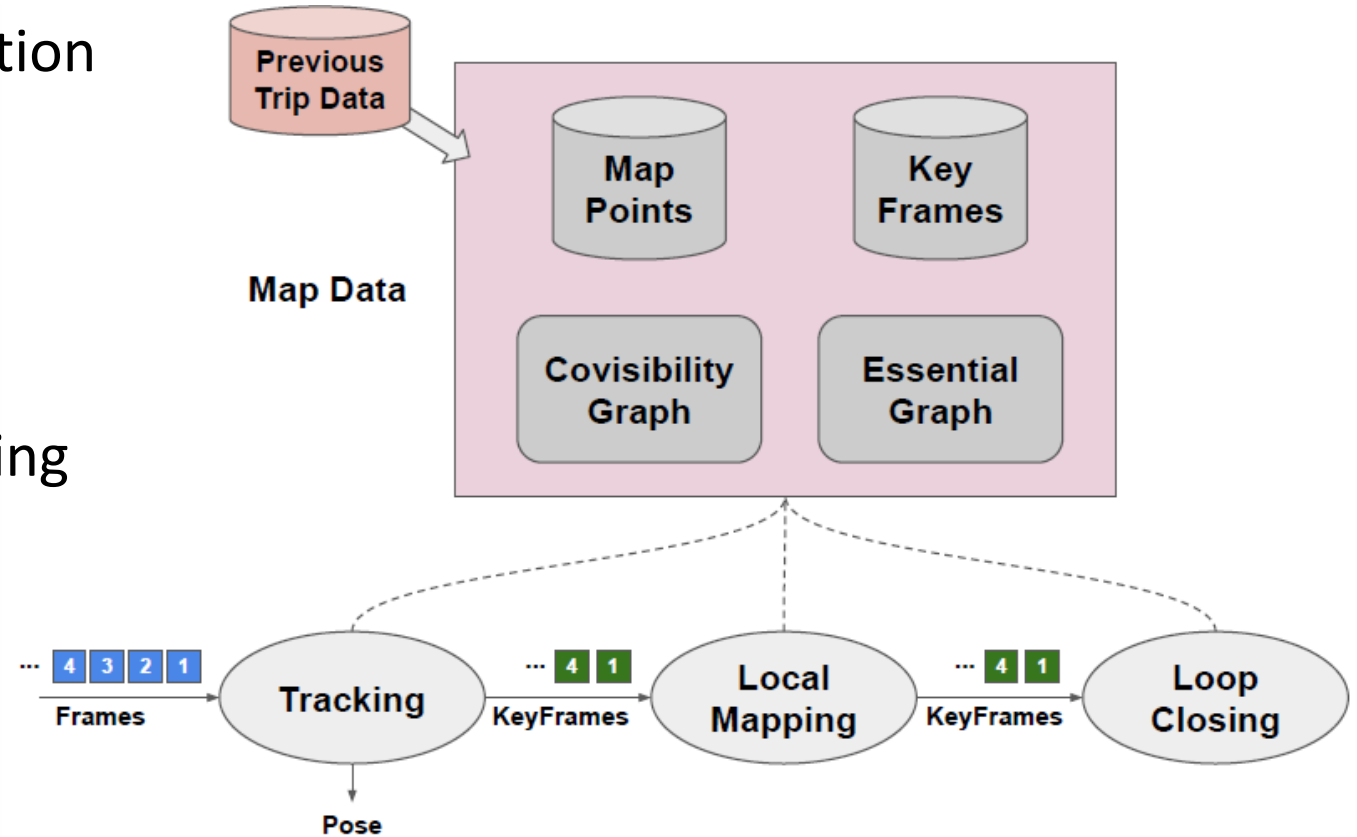 tion
Previous
Trip Data
Map
Points
Key
Frames
Map Data
Covisibility
Graph
Essential
Graph
ing
... 4 3 2 1
Frames
Tracking
... 4 1
KeyFrames
Local
Mapping
... 4 1
KeyFrames
Loop
Closing
Pose